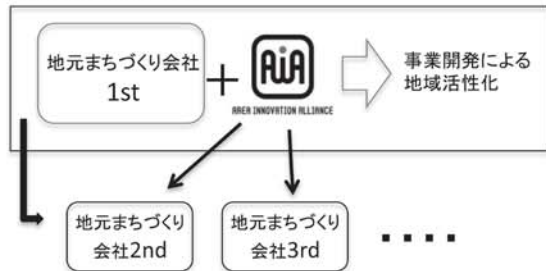 地元まちづくり会社
1st
+
AIA
AREA INNOVATION ALLIANCE
事業開発による
地域活性化
地元まちづくり
会社2nd
地元まちづくり
会社3rd